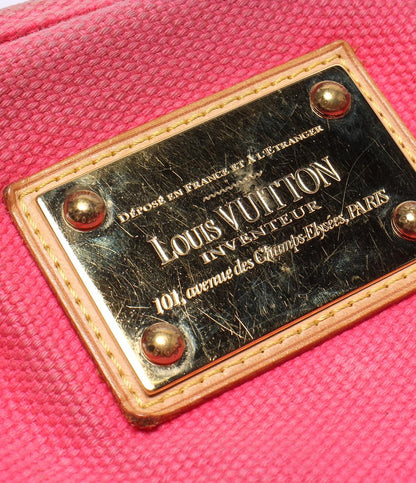 DÉPOSÉ EN FRANCE ET À L'ÉTRANGER
LOUIS VUITTON
INVENTEUR
101, avenue des Champs-Elysées, PARIS